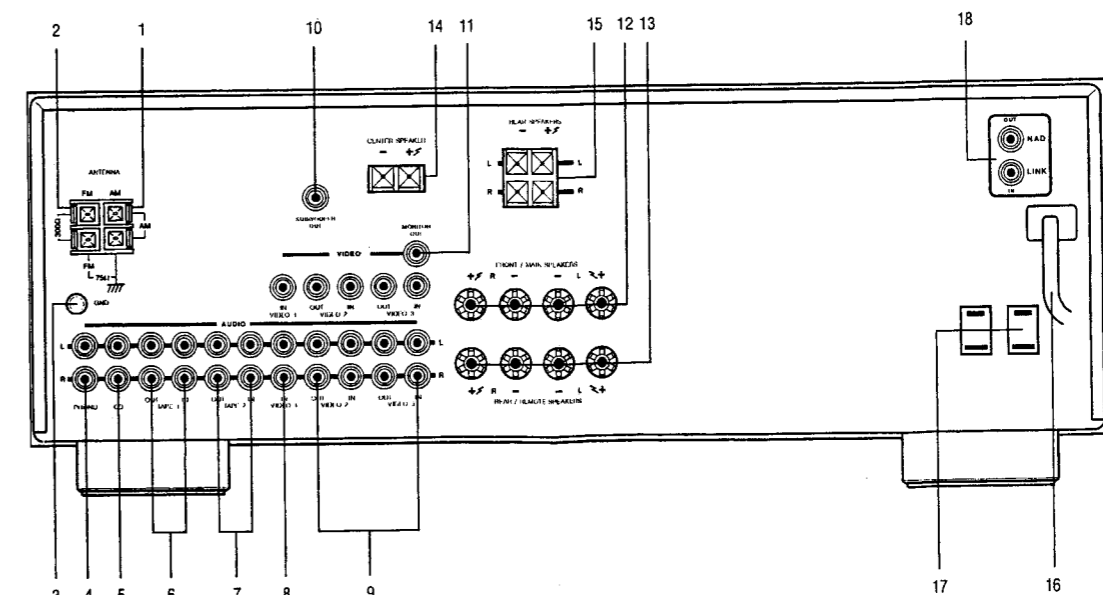 2 1 10 14 11 15 12 13 18
REAR SPEAKERS
- +
CENTER SPEAKER
- +
L L
R R
OUT
NAD
LINK
IN
ANTENNA
FM AM
300Ω AM
FM
75Ω
GND
SUBWOOFER
OUT
MONITOR
OUT
VIDEO
IN OUT IN OUT IN
VIDEO 1 VIDEO 2 VIDEO 3
FRONT / MAIN SPEAKERS
+ R - - L +
AUDIO
L L
R R
OUT IN OUT IN IN OUT IN OUT IN
PHONO CD TAPE 1 TAPE 2 VIDEO 1 VIDEO 2 VIDEO 3
+ R - - L +
REAR / REMOTE SPEAKERS
3 4 5 6 7 8 9 17 16